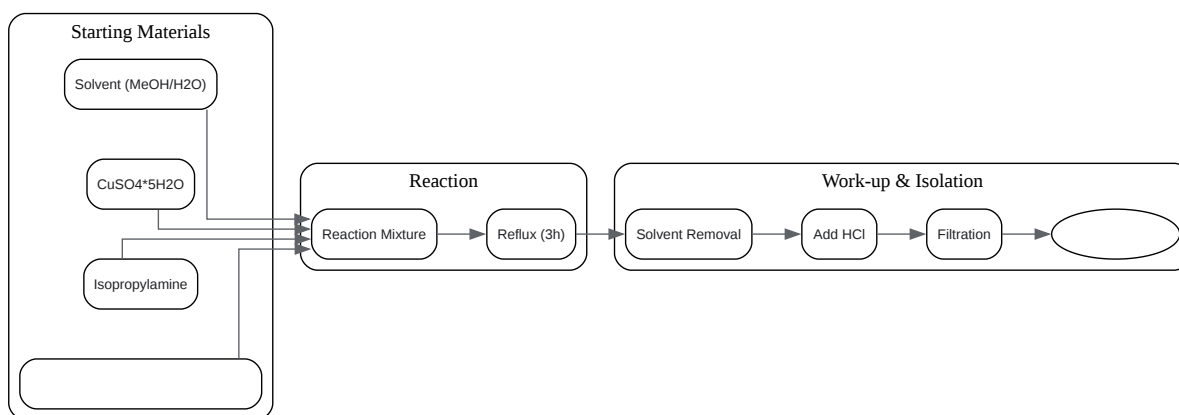 Starting Materials
Solvent (MeOH/H2O)
CuSO4*5H2O
Isopropylamine
Reaction
Reaction Mixture
Reflux (3h)
Work-up & Isolation
Solvent Removal
Add HCl
Filtration